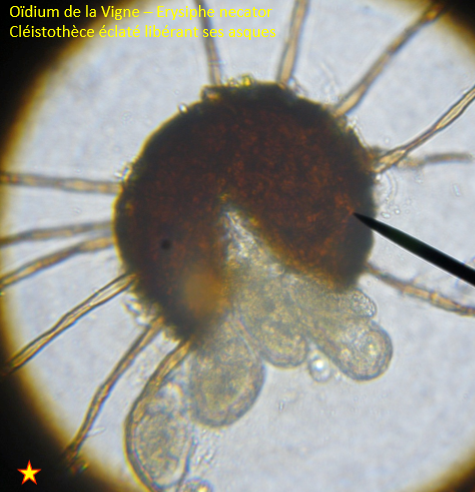 Oïdium de la Vigne – Erysiphe necator
Cléistothèce éclaté libérant ses asques